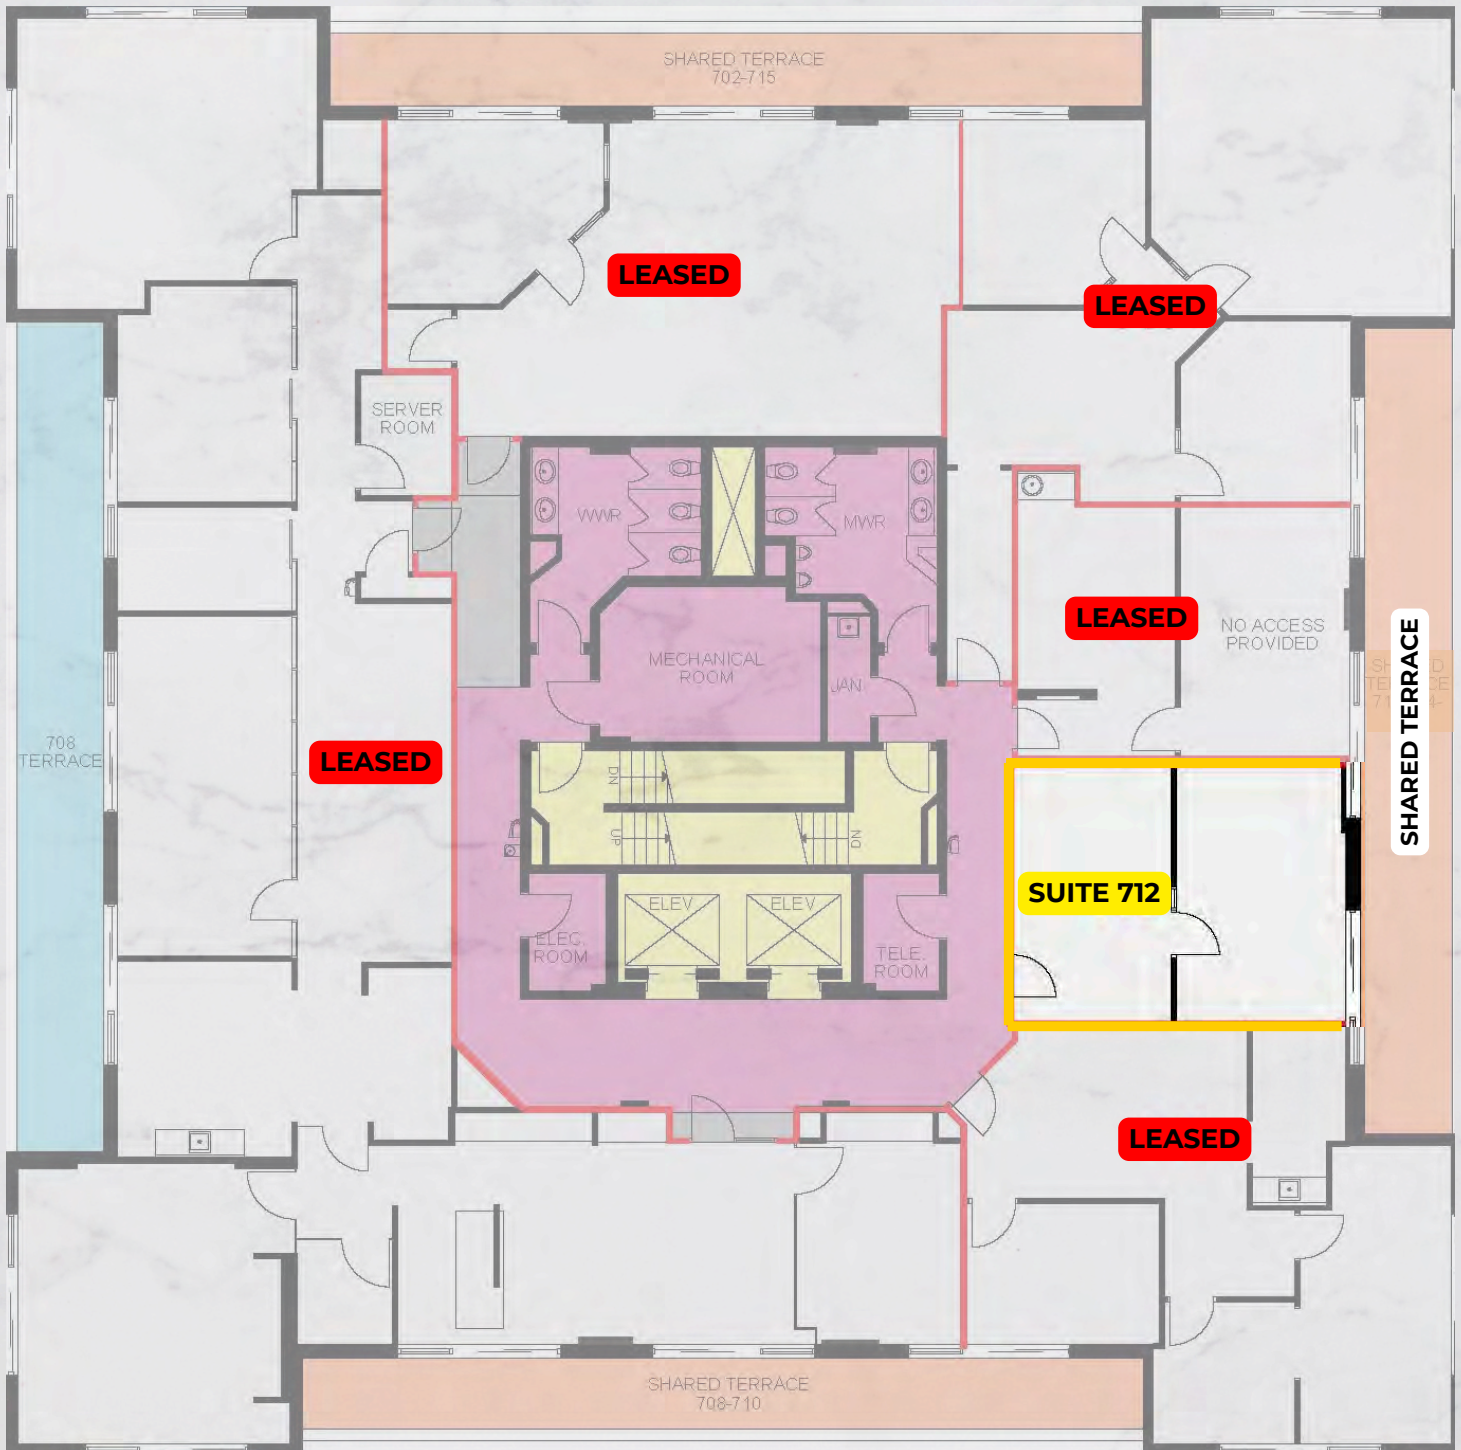 SHARED TERRACE
702-715
LEASED
LEASED
SERVER
ROOM
WWR
MWR
LEASED
NO ACCESS
PROVIDED
MECHANICAL
ROOM
JAN
SHARED TERRACE
708
TERRACE
LEASED
DN
UP
DN
SUITE 712
ELEV
ELEV
ELEC.
ROOM
TELE.
ROOM
LEASED
SHARED TERRACE
708-710